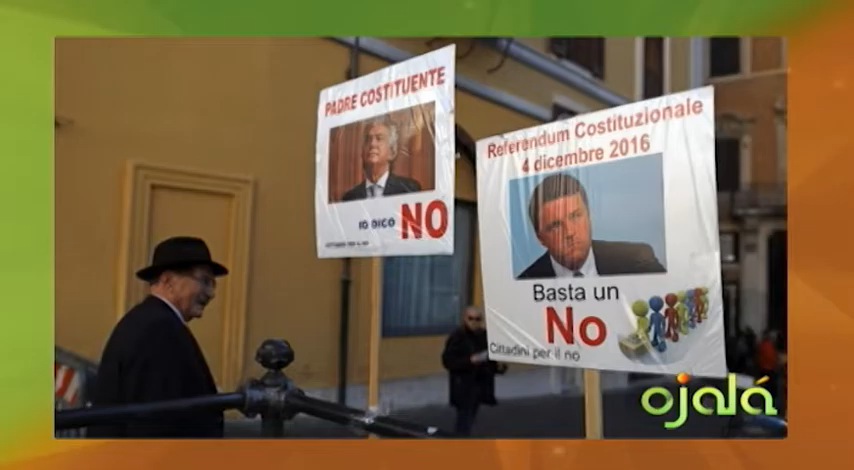 PADRE COSTITUENTE
IO DICO NO
Referendum Costituzionale
4 dicembre 2016
Basta un
No
Cittadini per il no
ojalá